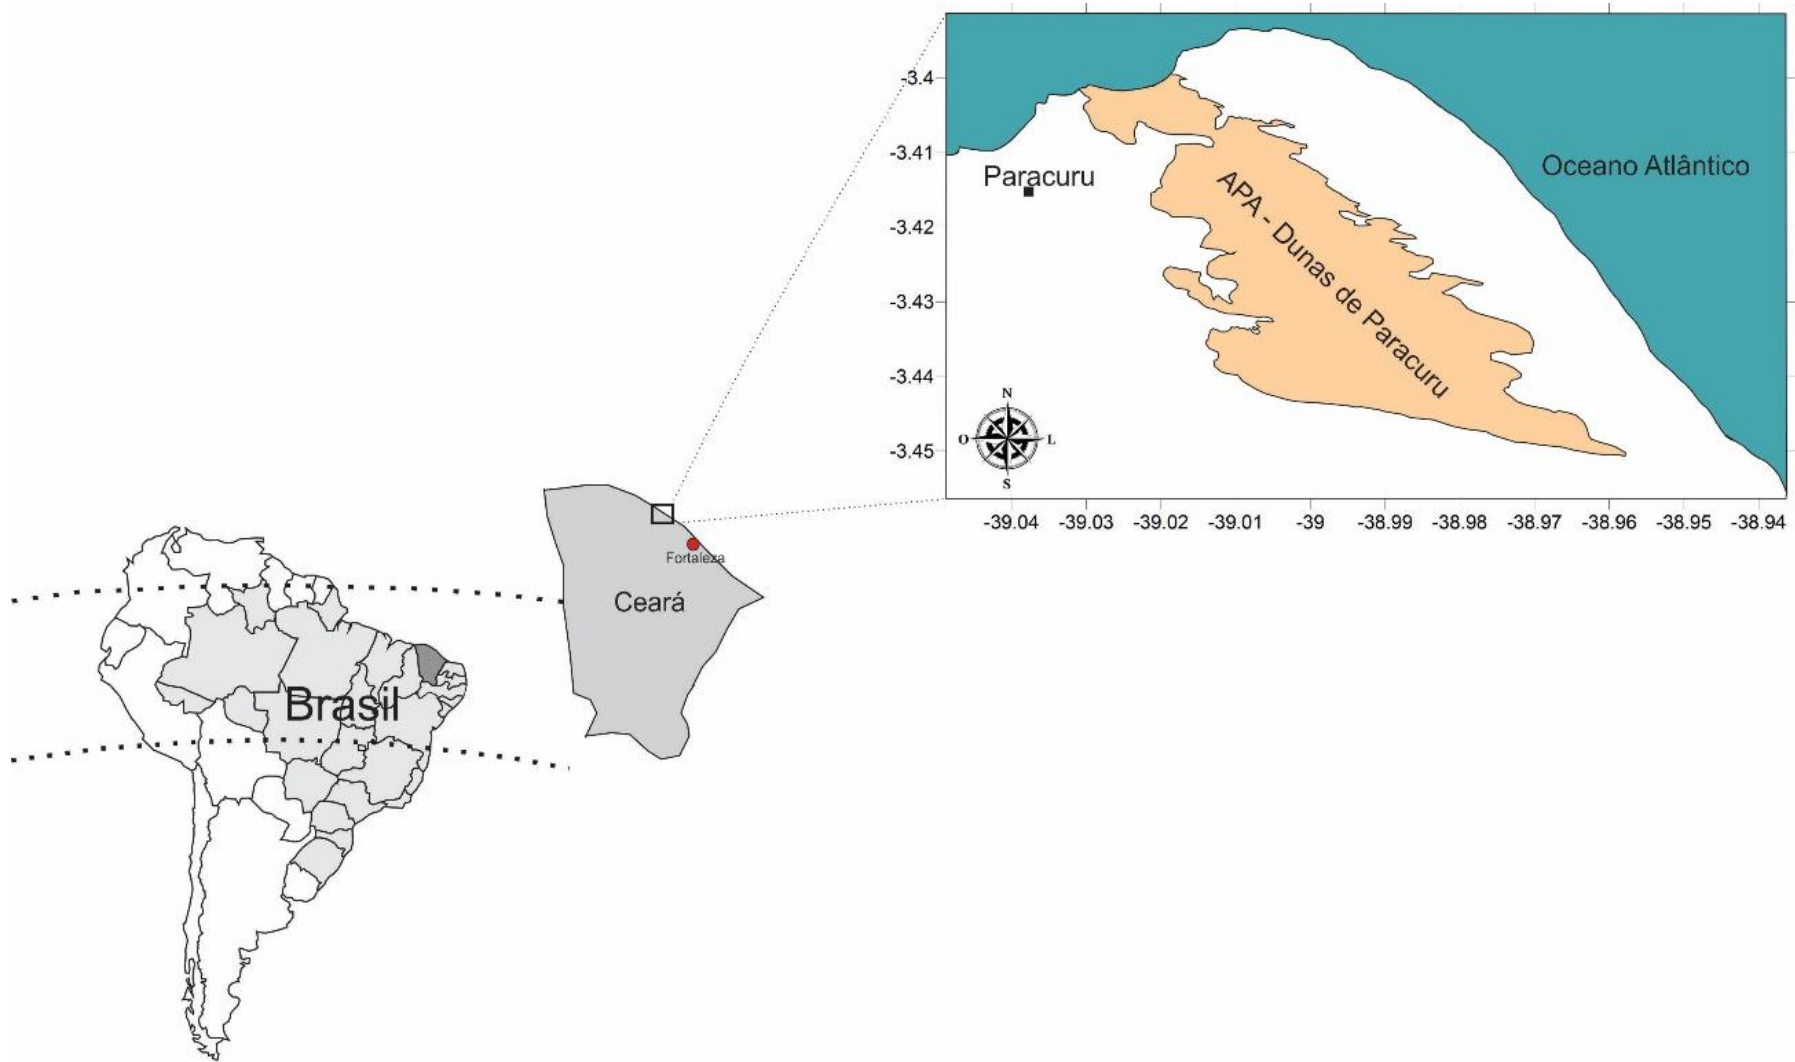 -3.4
-3.41
-3.42
-3.43
-3.44
-3.45
Paracuru
APA - Dunas de Paracuru
Oceano Atlântico
N
O
L
S
-39.04 -39.03 -39.02 -39.01 -39 -38.99 -38.98 -38.97 -38.96 -38.95 -38.94
Fortaleza
Ceará
Brasil